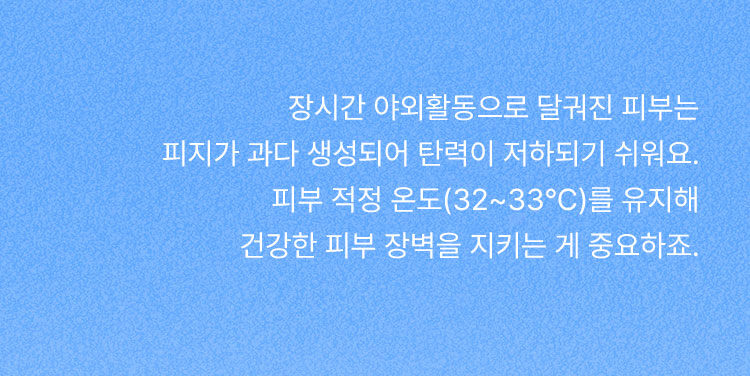 장시간 야외활동으로 달궈진 피부는
피지가 과다 생성되어 탄력이 저하되기 쉬워요.
피부 적정 온도(32~33°C)를 유지해
건강한 피부 장벽을 지키는 게 중요하죠.